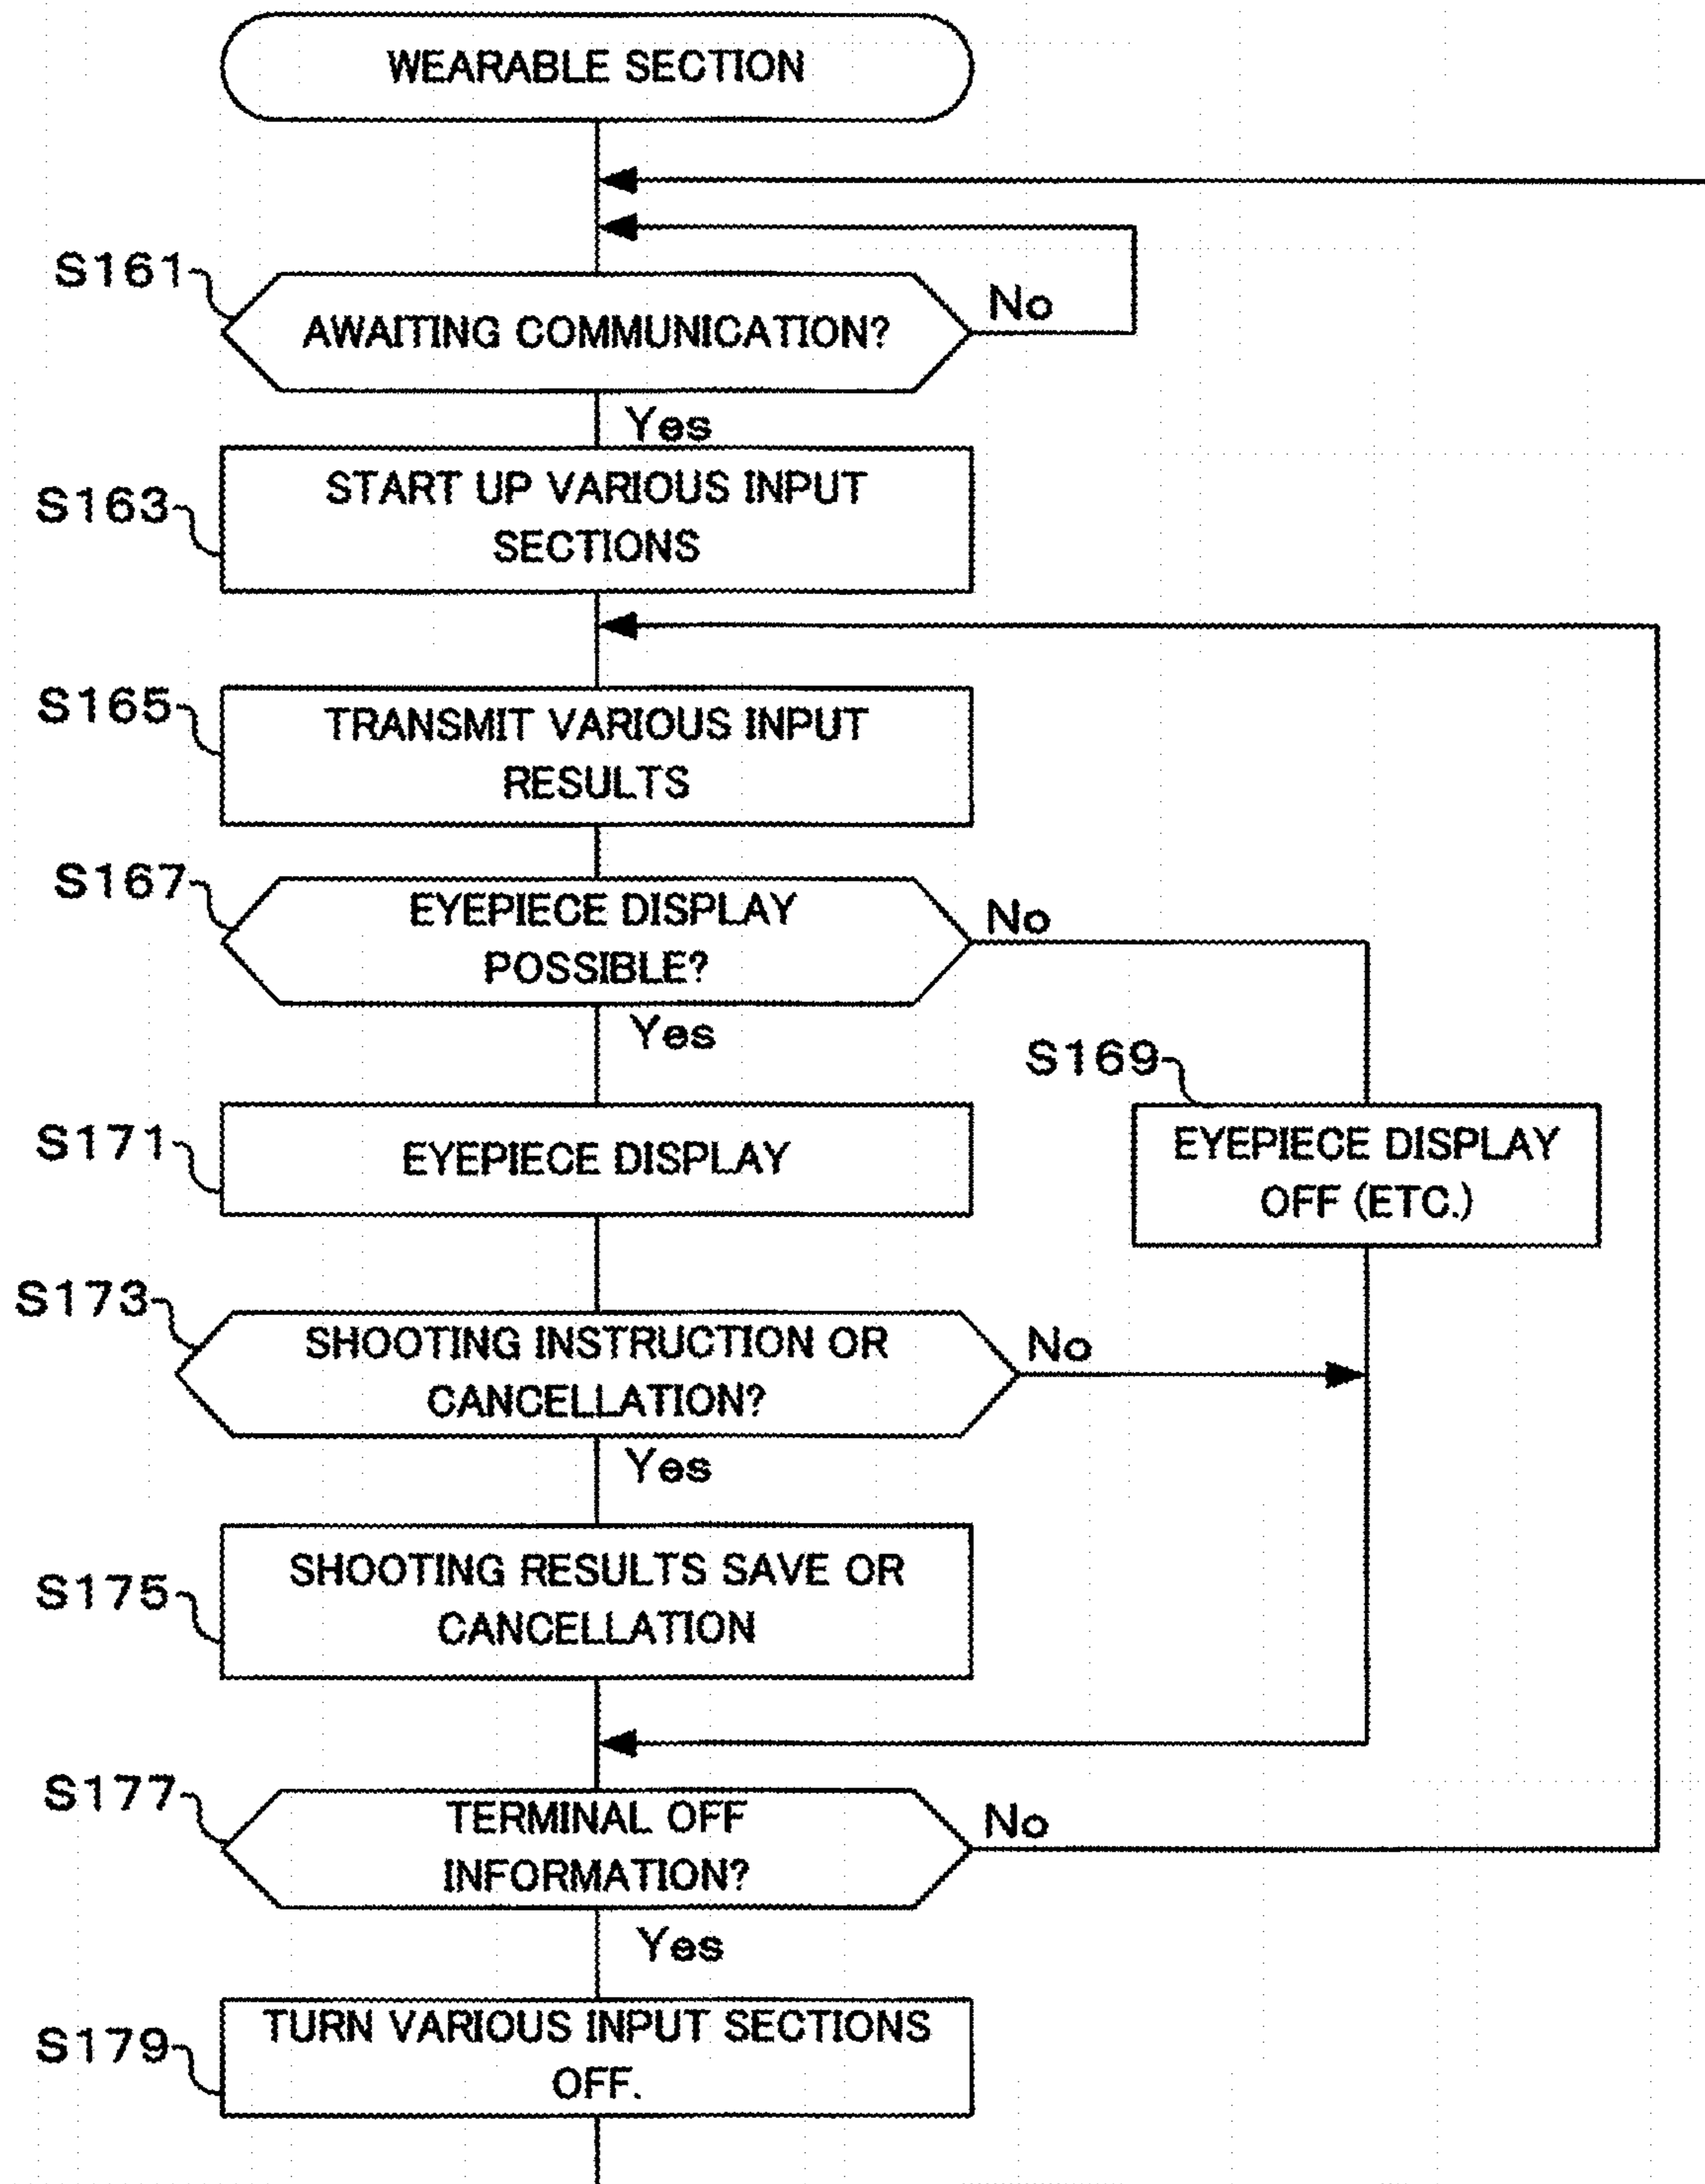 WEARABLE SECTION
S161
AWAITING COMMUNICATION?
No
Yes
S163
START UP VARIOUS INPUT
SECTIONS
S165
TRANSMIT VARIOUS INPUT
RESULTS
S167
EYEPIECE DISPLAY
POSSIBLE?
No
Yes
S169
EYEPIECE DISPLAY
OFF (ETC.)
S171
EYEPIECE DISPLAY
S173
SHOOTING INSTRUCTION OR
CANCELLATION?
No
Yes
S175
SHOOTING RESULTS SAVE OR
CANCELLATION
S177
TERMINAL OFF
INFORMATION?
No
Yes
S179
TURN VARIOUS INPUT SECTIONS
OFF.